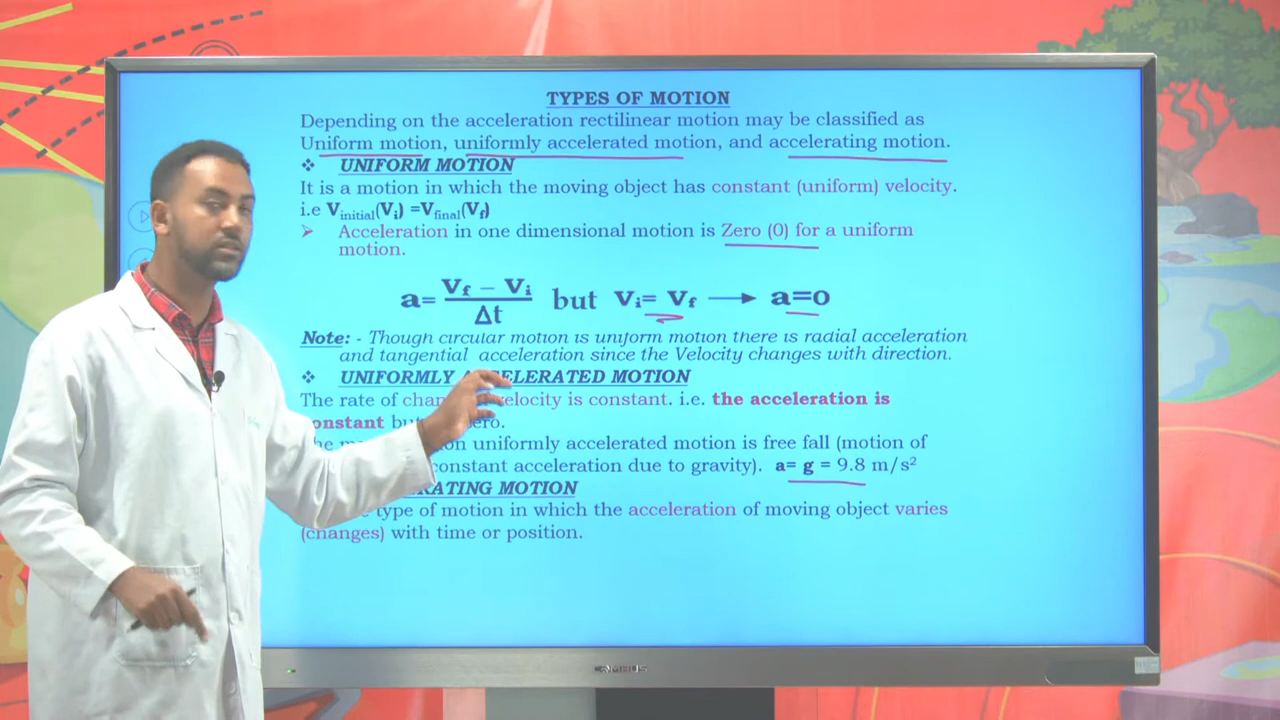 TYPES OF MOTION
Depending on the acceleration rectilinear motion may be classified as
Uniform motion, uniformly accelerated motion, and accelerating motion.
❖ UNIFORM MOTION
It is a motion in which the moving object has constant (uniform) velocity.
i.e Vinitial(Vi) =Vfinal(Vf)
➢ Acceleration in one dimensional motion is Zero (0) for a uniform
motion.
a= Vf – Vi / Δt but Vi= Vf → a=0
Note: - Though circular motion is uniform motion there is radial acceleration
and tangential acceleration since the Velocity changes with direction.
❖ UNIFORMLY ACCELERATED MOTION
The rate of velocity is constant. i.e. the acceleration is
constant
uniformly accelerated motion is free fall (motion of
constant acceleration due to gravity). a= g = 9.8 m/s²
MOTION
type of motion in which the acceleration of moving object varies
(changes) with time or position.